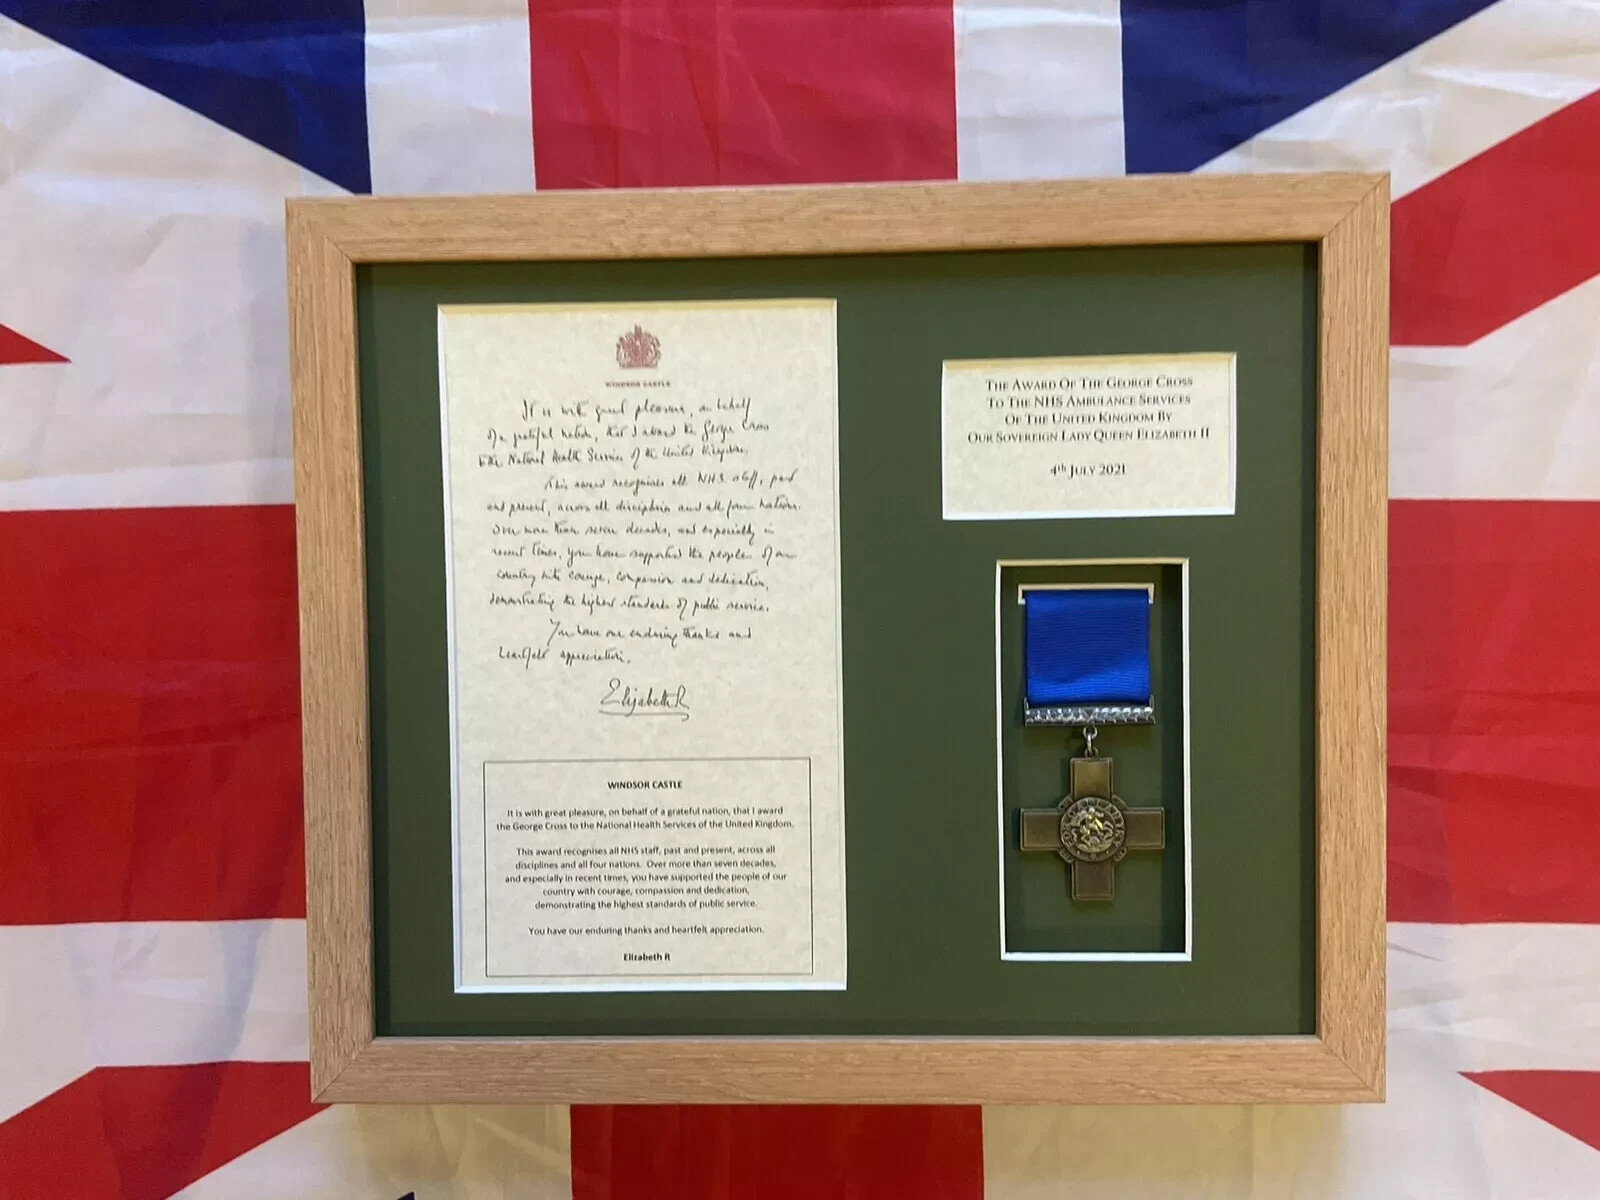 WINDSOR CASTLE
It is with great pleasure, on behalf
of a grateful nation, that I award the George Cross
to the National Health Services of the United Kingdom.
This award recognises all NHS staff, past
and present, across all disciplines and all four nations.
Over more than seven decades, and especially in
recent times, you have supported the people of our
country with courage, compassion and dedication,
demonstrating the highest standards of public service.
You have our enduring thanks and
heartfelt appreciation.
Elizabeth R
WINDSOR CASTLE
It is with great pleasure, on behalf of a grateful nation, that I award
the George Cross to the National Health Services of the United Kingdom.
This award recognises all NHS staff, past and present, across all
disciplines and all four nations. Over more than seven decades,
and especially in recent times, you have supported the people of our
country with courage, compassion and dedication,
demonstrating the highest standards of public service.
You have our enduring thanks and heartfelt appreciation.
Elizabeth R
The Award Of The George Cross
To The NHS Ambulance Services
Of The United Kingdom By
Our Sovereign Lady Queen Elizabeth II
4th July 2021
FOR GALLANTRY